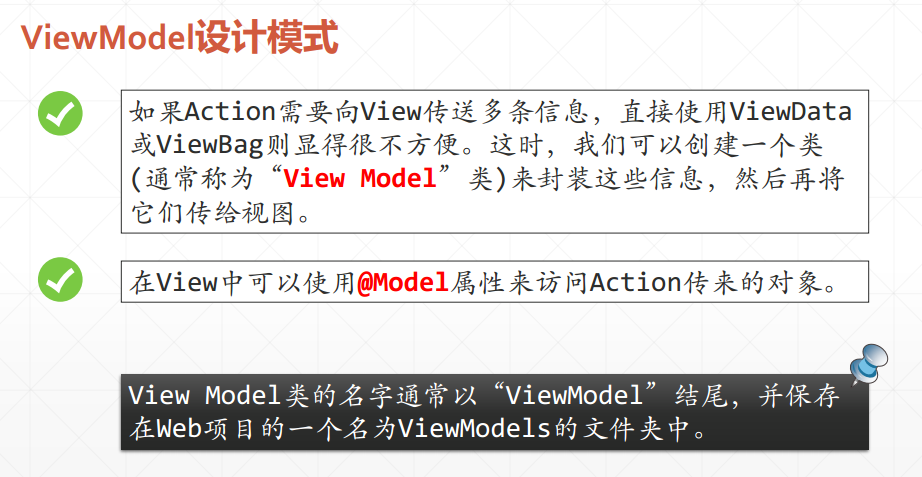 ViewModel设计模式
如果Action需要向View传送多条信息，直接使用ViewData
或ViewBag则显得很不方便。这时，我们可以创建一个类
(通常称为“View Model”类)来封装这些信息，然后再将
它们传给视图。
在View中可以使用@Model属性来访问Action传来的对象。
View Model类的名字通常以“ViewModel”结尾，并保存
在Web项目的一个名为ViewModels的文件夹中。